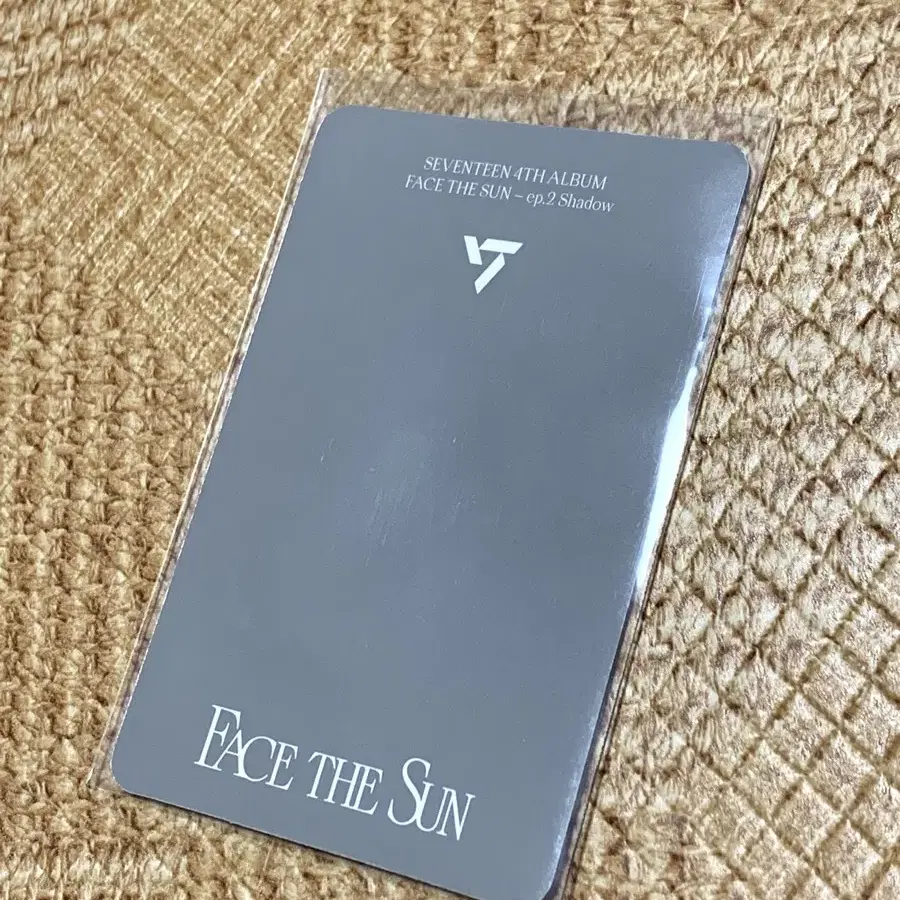 SEVENTEEN 4TH ALBUM
FACE THE SUN – ep.2 Shadow
FACE THE SUN